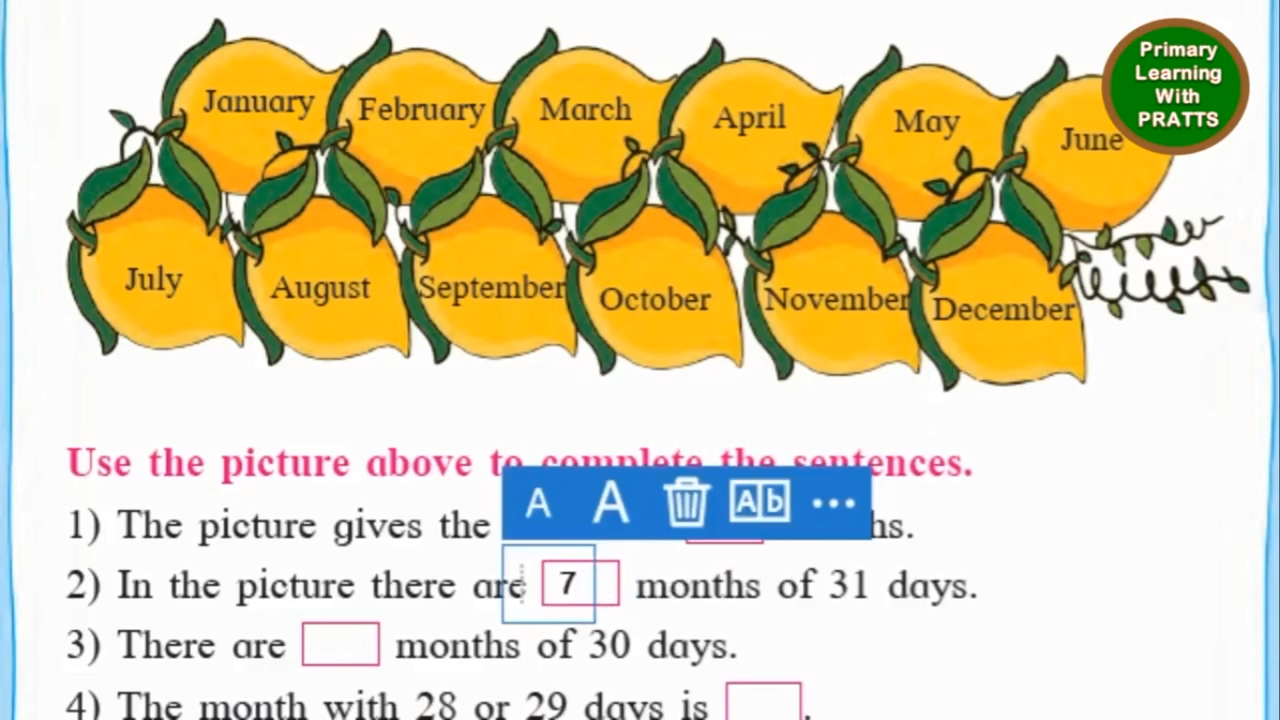 January February March April May June
July August September October November December
Primary
Learning
With
PRATTS
Use the picture above to complete the sentences.
A A Ab ...
1) The picture gives the hs.
2) In the picture there are 7 months of 31 days.
3) There are months of 30 days.
4) The month with 28 or 29 days is .